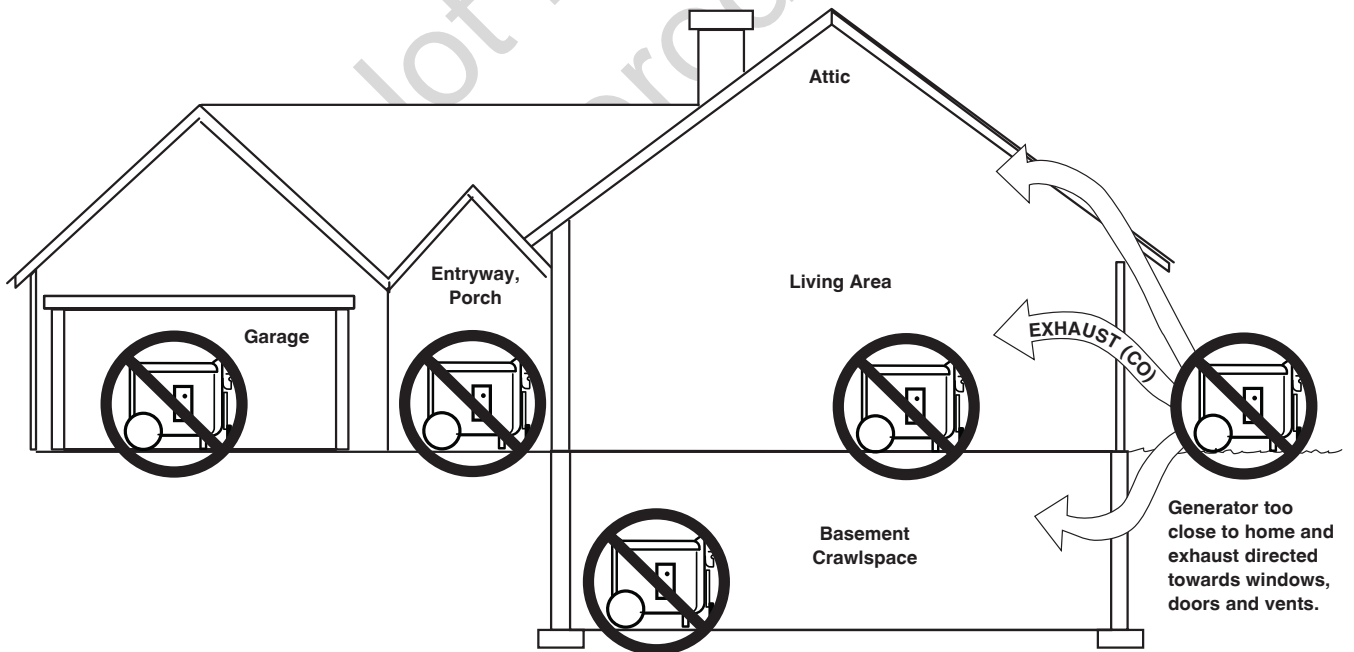 Attic
Entryway,
Porch
Living Area
Garage
EXHAUST (CO)
Basement
Crawlspace
Generator too
close to home and
exhaust directed
towards windows,
doors and vents.